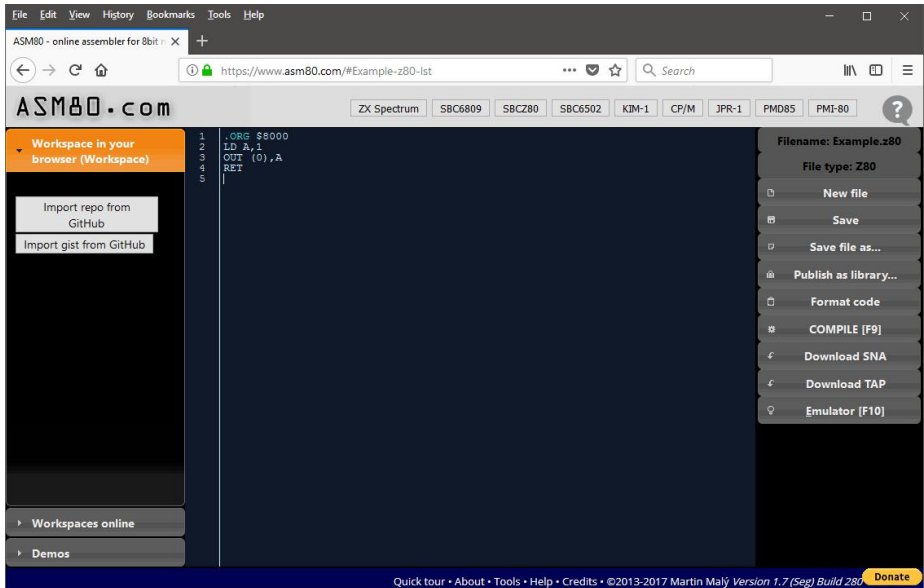 File Edit View History Bookmarks Tools Help
ASM80 - online assembler for 8bit
https://www.asm80.com/#Example-z80-lst
Search
ASM80.com
ZX Spectrum SBC6809 SBCZ80 SBC6502 KIM-1 CP/M JPR-1 PMD85 PMI-80 ?
Workspace in your
browser (Workspace)
Import repo from
GitHub
Import gist from GitHub
Workspaces online
Demos
1 .ORG $8000
2 LD A,1
3 OUT (0),A
4 RET
5
Filename: Example.z80
File type: Z80
New file
Save
Save file as...
Publish as library...
Format code
COMPILE [F9]
Download SNA
Download TAP
Emulator [F10]
Quick tour • About • Tools • Help • Credits • ©2013-2017 Martin Malý Version 1.7 (Seg) Build 280
Donate